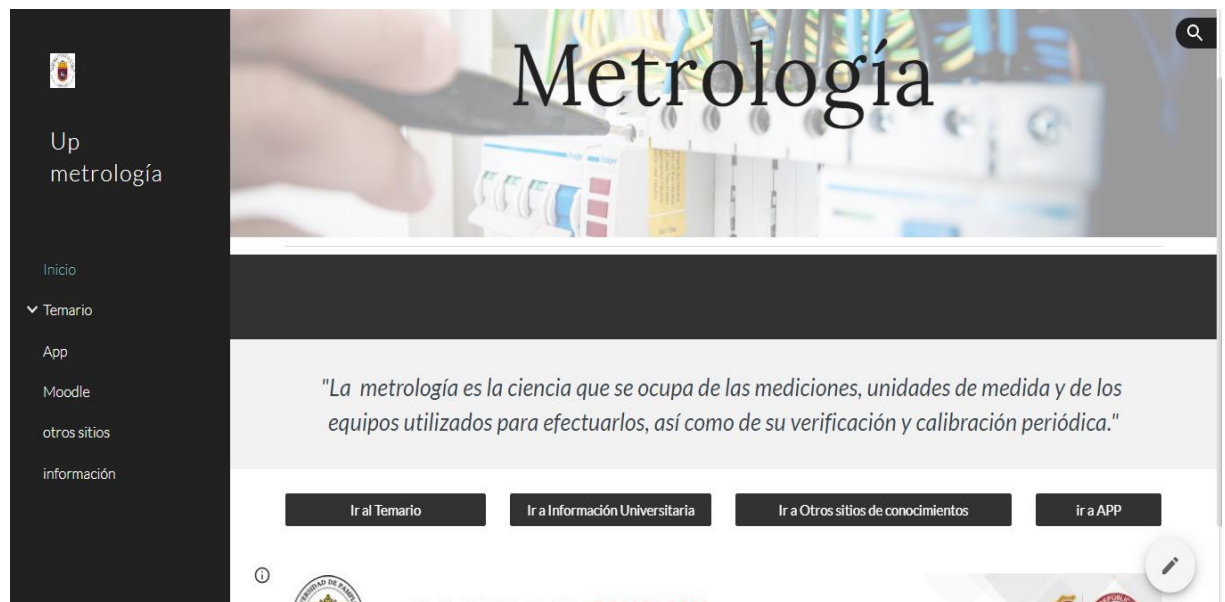 Metrología
Up
metrología
Inicio
Temario
App
Moodle
otros sitios
información
"La metrología es la ciencia que se ocupa de las mediciones, unidades de medida y de los
equipos utilizados para efectuarlos, así como de su verificación y calibración periódica."
Ir al Temario
Ir a Información Universitaria
Ir a Otros sitios de conocimientos
ir a APP
hager
hager